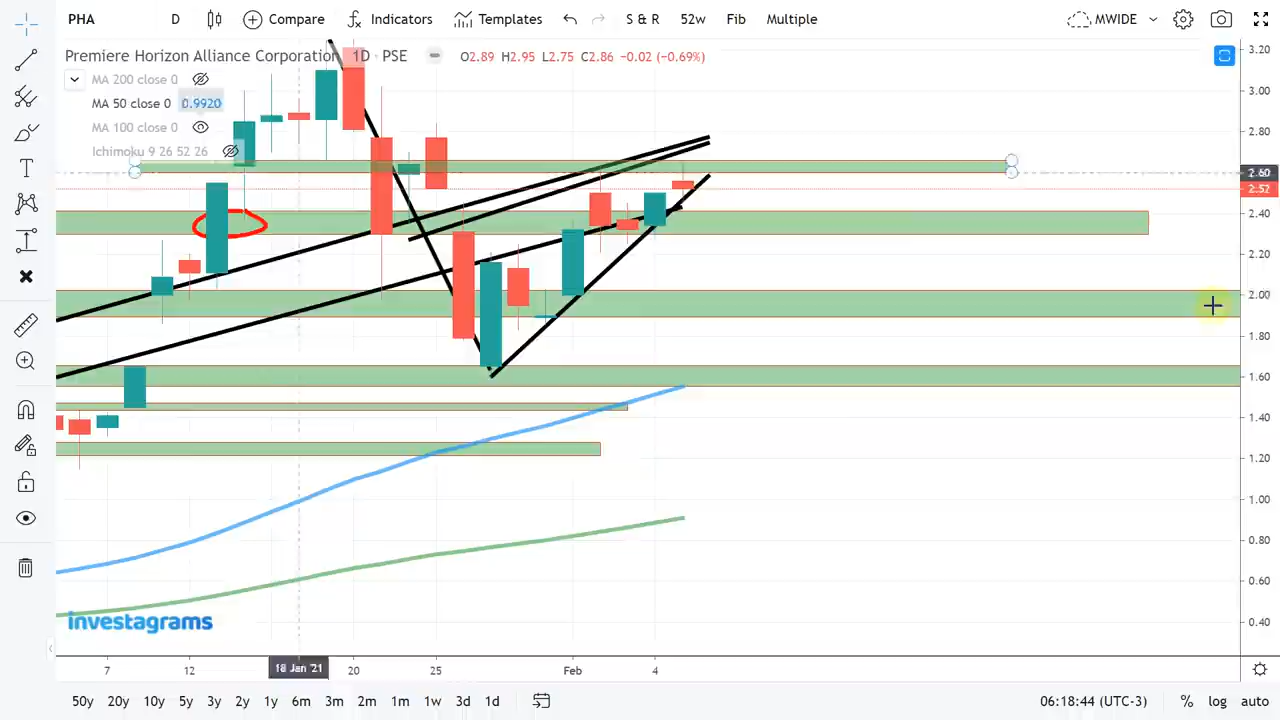 PHA D Compare Indicators Templates S & R 52w Fib Multiple MWIDE
Premiere Horizon Alliance Corporation 1D PSE O2.89 H2.95 L2.75 C2.86 −0.02 (−0.69%)
MA 200 close 0
MA 50 close 0 0.9920
MA 100 close 0
Ichimoku 9 26 52 26
3.20
3.00
2.80
2.60
2.52
2.40
2.20
2.00
1.80
1.60
1.40
1.20
1.00
0.80
0.60
0.40
investagrams
7 12 18 Jan '21 20 25 Feb 4
50y 20y 10y 5y 3y 2y 1y 6m 3m 2m 1m 1w 3d 1d 06:18:44 (UTC-3) % log auto